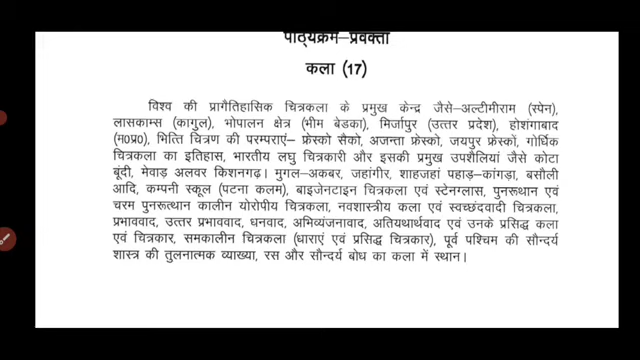 पाठ्यक्रम–प्रवक्ता
कला (17)
विश्व की प्रागैतिहासिक चित्रकला के प्रमुख केन्द्र जैसे–अल्टीमीराम (स्पेन),
लासकाम्स (कागुल), भोपालन क्षेत्र (भीम बेडका), मिर्जापुर (उत्तर प्रदेश), होशंगाबाद
(म0प्र0), भित्ति चित्रण की परम्पराएं– फ्रेस्को सैको, अजन्ता फ्रेस्को, जयपुर फ्रेस्कों, गोर्थिक
चित्रकला का इतिहास, भारतीय लघु चित्रकारी और इसकी प्रमुख उपशैलियां जैसे कोटा
बूंदी, मेवाड़ अलवर किशनगढ़। मुगल–अकबर, जहांगीर, शाहजहां पहाड़–कांगड़ा, बसौली
आदि, कम्पनी स्कूल (पटना कलम), बाइजेनटाइन चित्रकला एवं स्टेनग्लास, पुनरूथान एवं
चरम पुनरूत्थान कालीन योरोपीय चित्रकला, नवशास्त्रीय कला एवं स्वच्छंदवादी चित्रकला,
प्रभाववाद, उत्तर प्रभाववाद, धनवाद, अभिव्यंजनावाद, अतियथार्थवाद एवं उनके प्रसिद्ध कला
एवं चित्रकार, समकालीन चित्रकला (धाराएं एवं प्रसिद्ध चित्रकार), पूर्व पश्चिम की सौन्दर्य
शास्त्र की तुलनात्मक व्याख्या, रस और सौन्दर्य बोध का कला में स्थान।